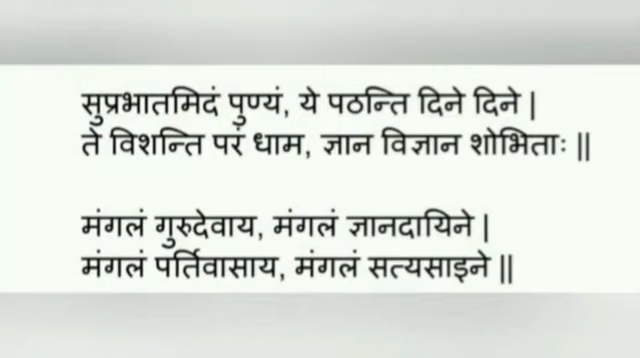 सुप्रभातमिदं पुण्यं, ये पठन्ति दिने दिने |
ते विशन्ति परं धाम, ज्ञान विज्ञान शोभिताः ||
मंगलं गुरुदेवाय, मंगलं ज्ञानदायिने |
मंगलं पर्तिवासाय, मंगलं सत्यसाइने ||